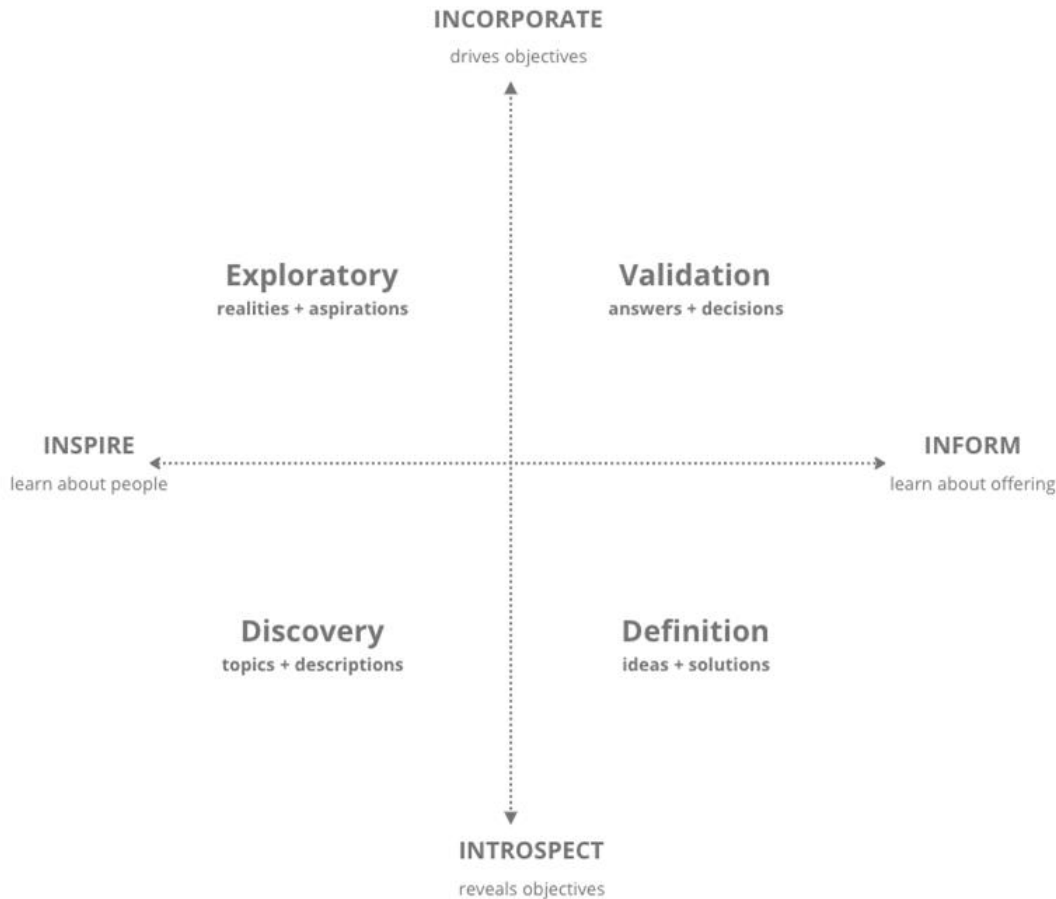 INCORPORATE
drives objectives
Exploratory
realities + aspirations
Validation
answers + decisions
INSPIRE
learn about people
INFORM
learn about offering
Discovery
topics + descriptions
Definition
ideas + solutions
INTROSPECT
reveals objectives